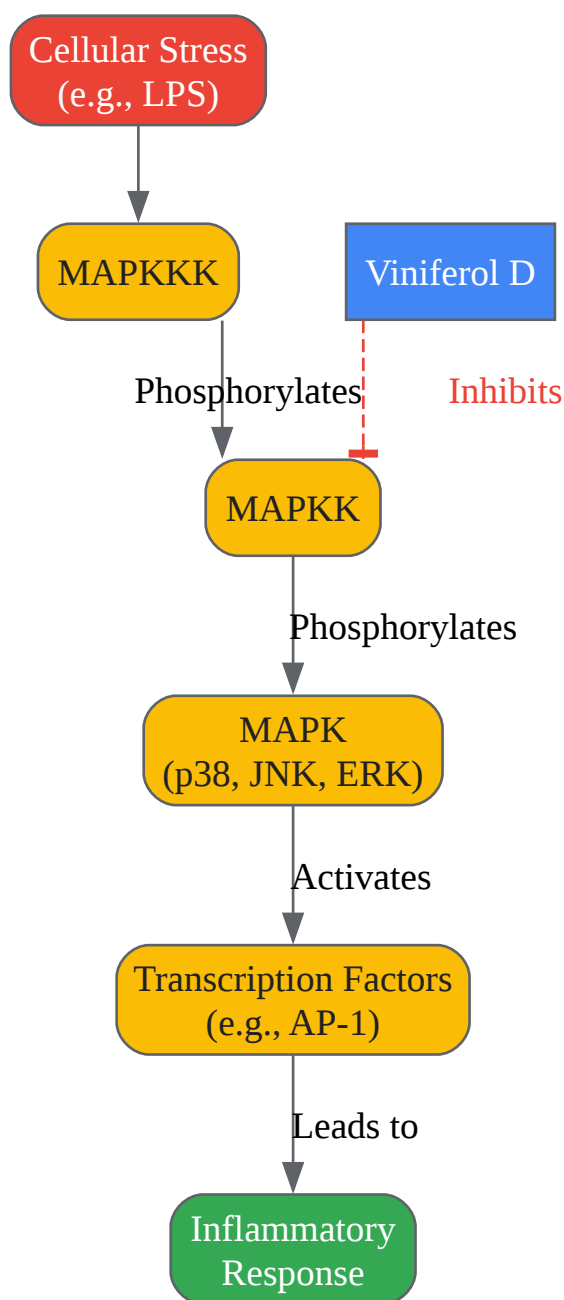 Cellular Stress
(e.g., LPS)
MAPKKK
Viniferol D
Phosphorylates
Inhibits
MAPKK
Phosphorylates
MAPK
(p38, JNK, ERK)
Activates
Transcription Factors
(e.g., AP-1)
Leads to
Inflammatory
Response